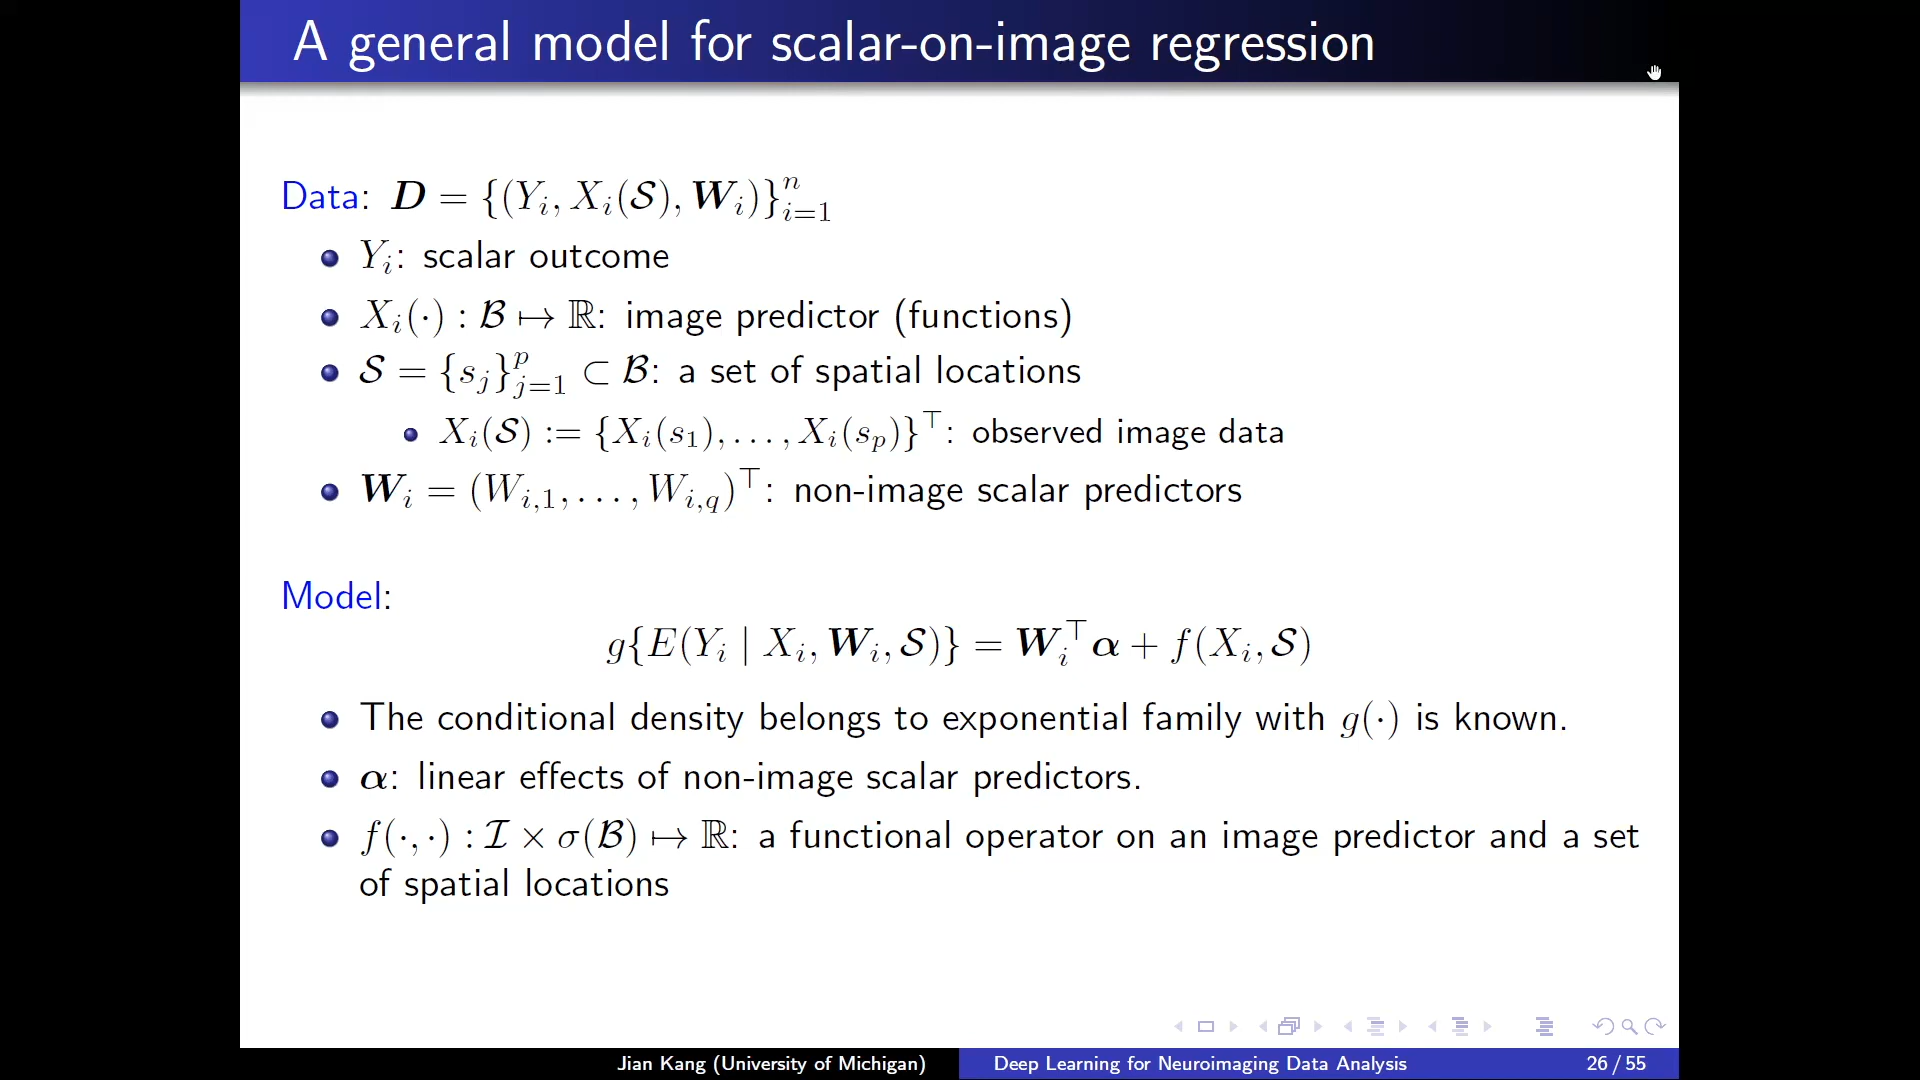 A general model for scalar-on-image regression
Data: 𝑫 = {(Y_i, X_i(𝒮), 𝑾_i)}_{i=1}^n
Y_i: scalar outcome
X_i(·) : ℬ ↦ ℝ: image predictor (functions)
𝒮 = {s_j}_{j=1}^p ⊂ ℬ: a set of spatial locations
X_i(𝒮) := {X_i(s_1), . . . , X_i(s_p)}^⊤: observed image data
𝑾_i = (W_{i,1}, . . . , W_{i,q})^⊤: non-image scalar predictors
Model:
g{E(Y_i | X_i, 𝑾_i, 𝒮)} = 𝑾_i^⊤ 𝜶 + f(X_i, 𝒮)
The conditional density belongs to exponential family with g(·) is known.
𝜶: linear effects of non-image scalar predictors.
f(·, ·) : ℐ × σ(ℬ) ↦ ℝ: a functional operator on an image predictor and a set
of spatial locations
Jian Kang (University of Michigan) Deep Learning for Neuroimaging Data Analysis 26 / 55